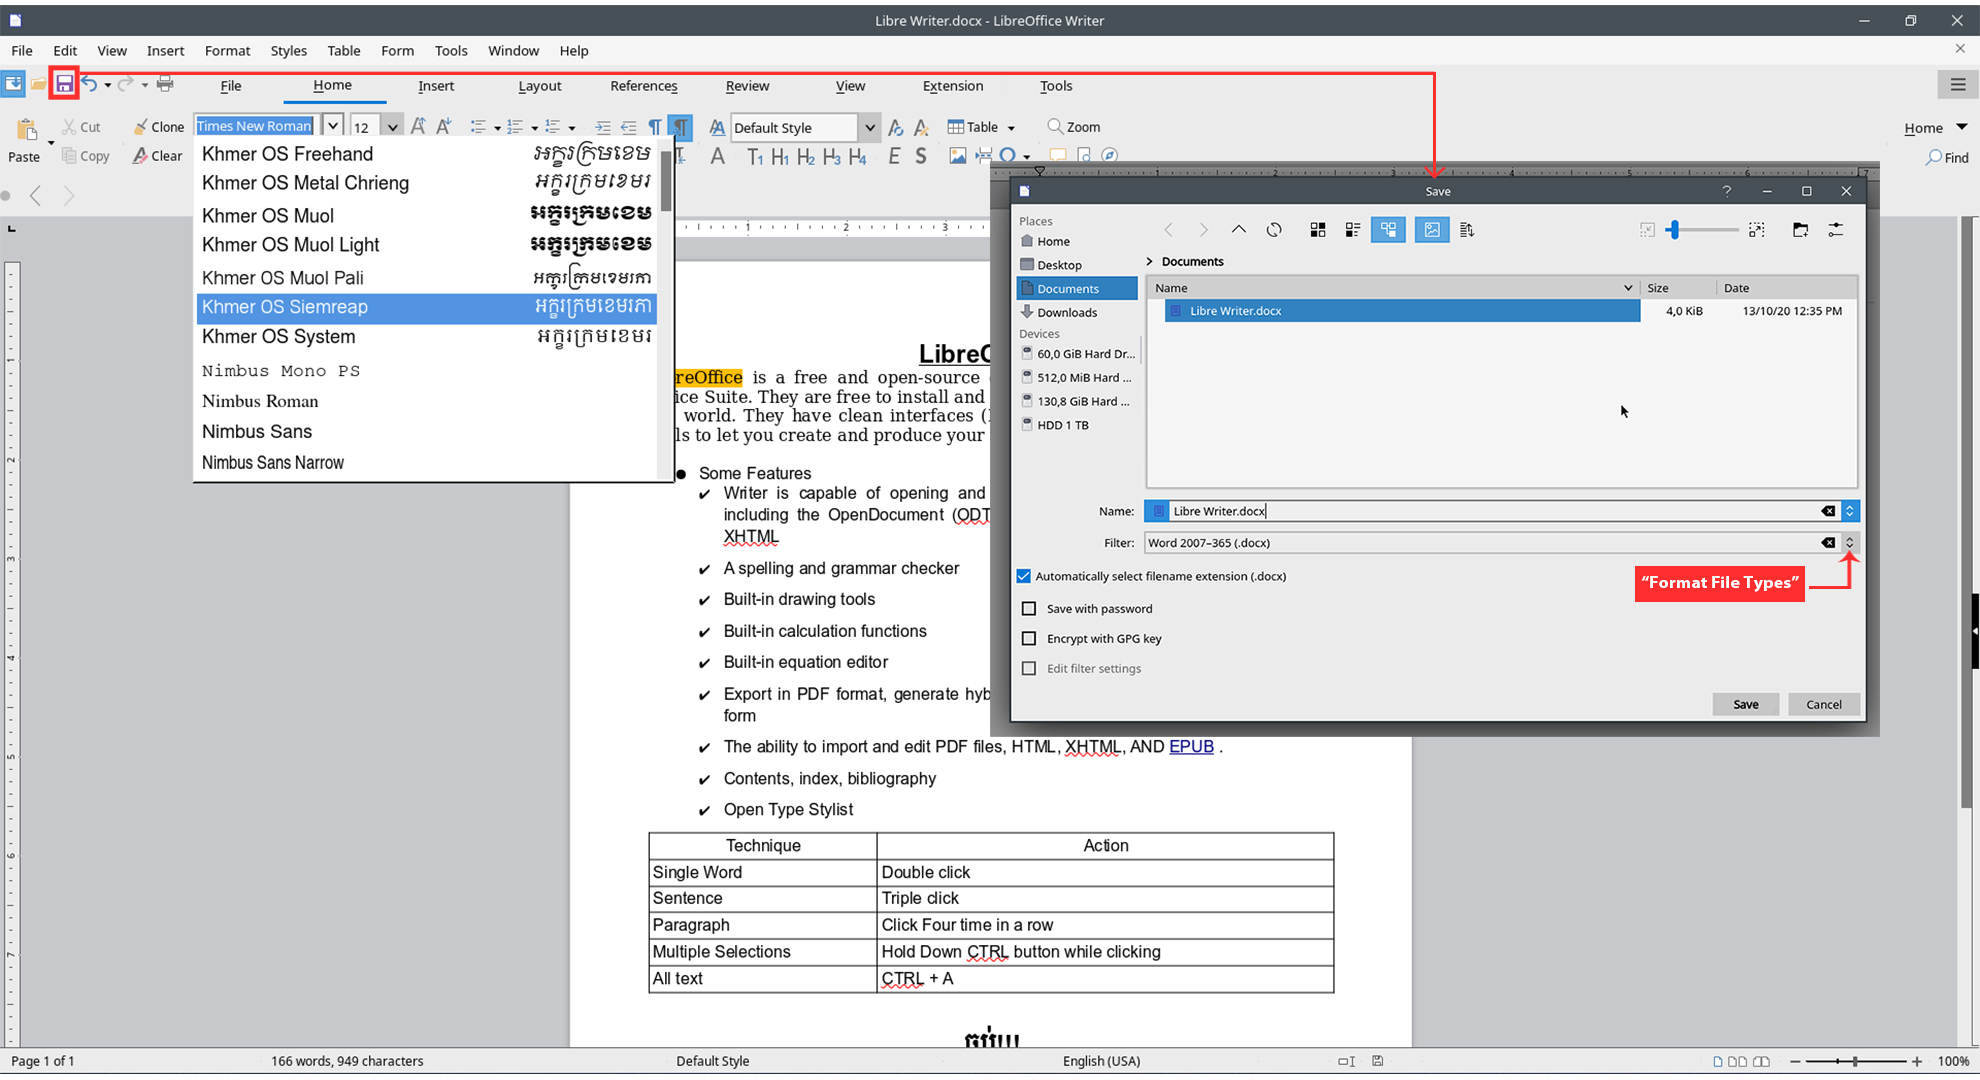 Libre Writer.docx - LibreOffice Writer
File Edit View Insert Format Styles Table Form Tools Window Help
File Home Insert Layout References Review View Extension Tools
Paste Cut Copy Clone Clear
Times New Roman 12
Default Style
Table Zoom
T1 H1 H2 H3 H4 E S
Home
Find
Khmer OS Freehand អក្ខរក្រមខេម
Khmer OS Metal Chrieng អក្ខរក្រមខេមរ
Khmer OS Muol អក្ខរក្រមខេម
Khmer OS Muol Light អក្ខរក្រមខេម
Khmer OS Muol Pali អក្ខរក្រមខេមរភា
Khmer OS Siemreap អក្ខរក្រមខេមរភា
Khmer OS System អក្ខរក្រមខេមរ
Nimbus Mono PS
Nimbus Roman
Nimbus Sans
Nimbus Sans Narrow
LibreO
reOffice is a free and open-source
ice Suite. They are free to install and
world. They have clean interfaces (
ls to let you create and produce your
Some Features
Writer is capable of opening and
including the OpenDocument (ODT
XHTML
A spelling and grammar checker
Built-in drawing tools
Built-in calculation functions
Built-in equation editor
Export in PDF format, generate hyb
form
The ability to import and edit PDF files, HTML, XHTML, AND EPUB .
Contents, index, bibliography
Open Type Stylist
Technique Action
Single Word Double click
Sentence Triple click
Paragraph Click Four time in a row
Multiple Selections Hold Down CTRL button while clicking
All text CTRL + A
Save
Places
Home
Desktop
Documents
Downloads
Devices
60,0 GiB Hard Dr...
512,0 MiB Hard ...
130,8 GiB Hard ...
HDD 1 TB
Documents
Name Size Date
Libre Writer.docx 4,0 KiB 13/10/20 12:35 PM
Name: Libre Writer.docx
Filter: Word 2007–365 (.docx)
Automatically select filename extension (.docx)
“Format File Types”
Save with password
Encrypt with GPG key
Edit filter settings
Save Cancel
Page 1 of 1 166 words, 949 characters Default Style English (USA) 100%